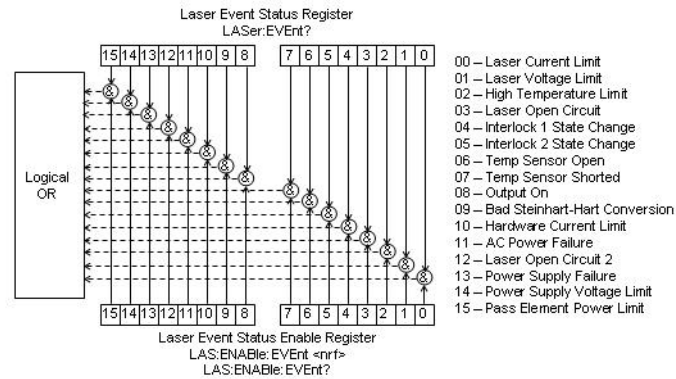 Laser Event Status Register
LASer:EVEnt?
15 14 13 12 11 10 9 8 7 6 5 4 3 2 1 0
& & & & & & & & & & & & & & & &
Logical
OR
15 14 13 12 11 10 9 8 7 6 5 4 3 2 1 0
Laser Event Status Enable Register
LAS:ENABle:EVEnt <nrf>
LAS:ENABle:EVEnt?
00 – Laser Current Limit
01 – Laser Voltage Limit
02 – High Temperature Limit
03 – Laser Open Circuit
04 – Interlock 1 State Change
05 – Interlock 2 State Change
06 – Temp Sensor Open
07 – Temp Sensor Shorted
08 – Output On
09 – Bad Steinhart-Hart Conversion
10 – Hardware Current Limit
11 – AC Power Failure
12 – Laser Open Circuit 2
13 – Power Supply Failure
14 – Power Supply Voltage Limit
15 – Pass Element Power Limit